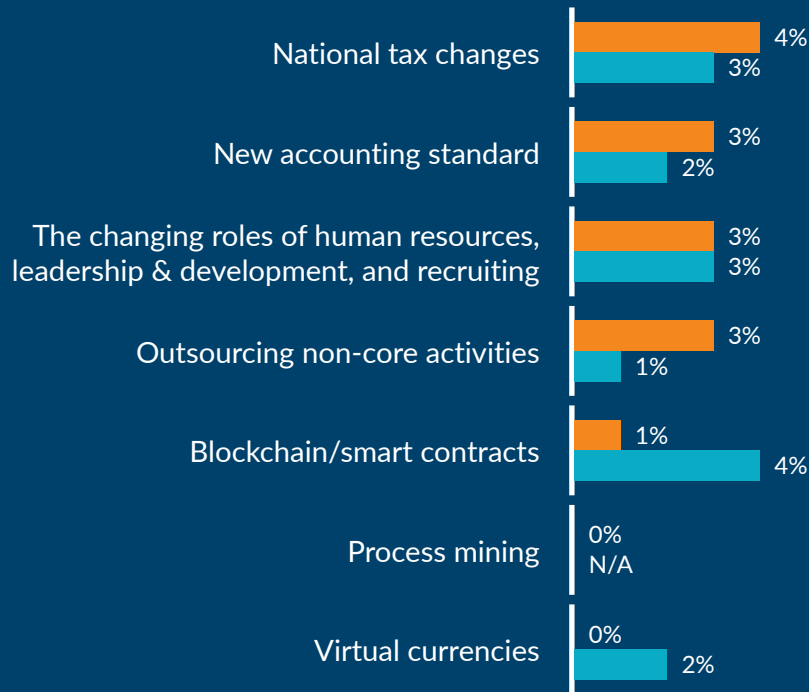 National tax changes
4%
3%
New accounting standard
3%
2%
The changing roles of human resources,
leadership & development, and recruiting
3%
3%
Outsourcing non-core activities
3%
1%
Blockchain/smart contracts
1%
4%
Process mining
0%
N/A
Virtual currencies
0%
2%